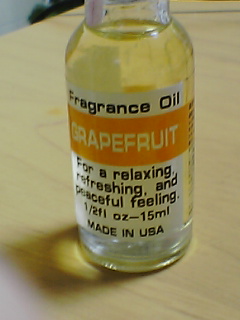 Fragrance Oil
GRAPEFRUIT
For a relaxing,
refreshing, and
peaceful feeling.
1/2fl oz—15ml
MADE IN USA